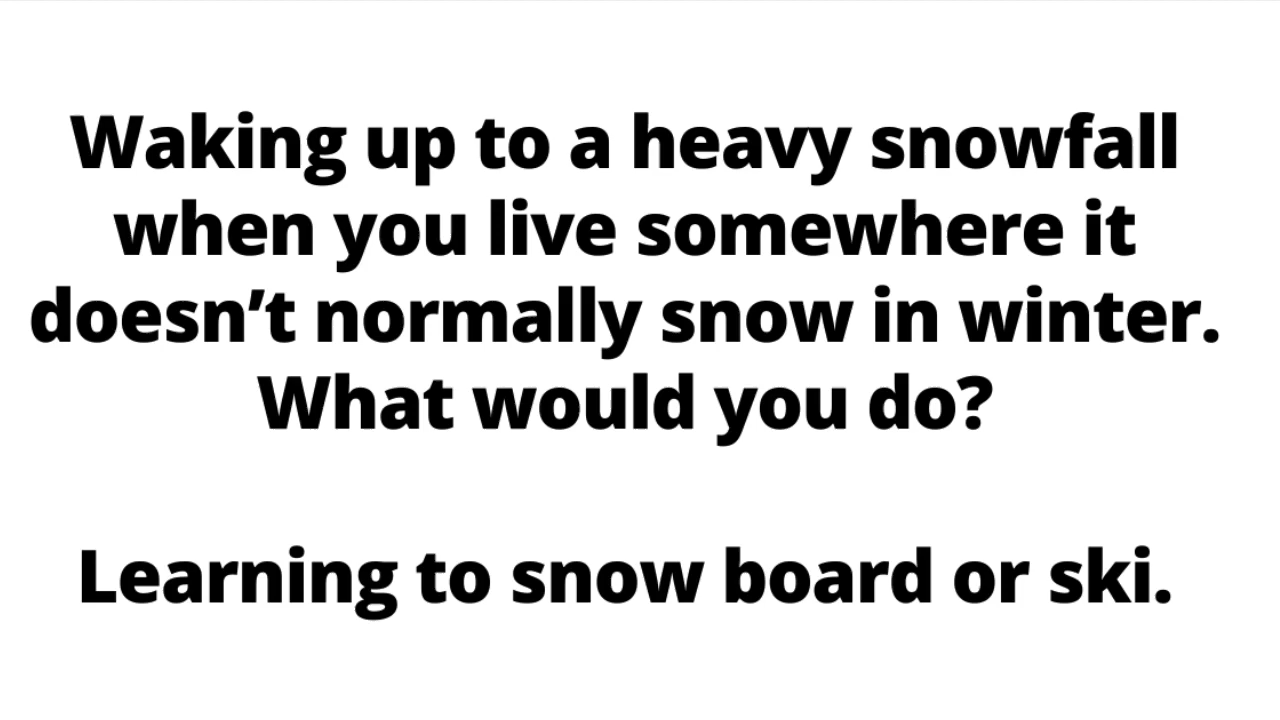 Waking up to a heavy snowfall
when you live somewhere it
doesn’t normally snow in winter.
What would you do?
Learning to snow board or ski.